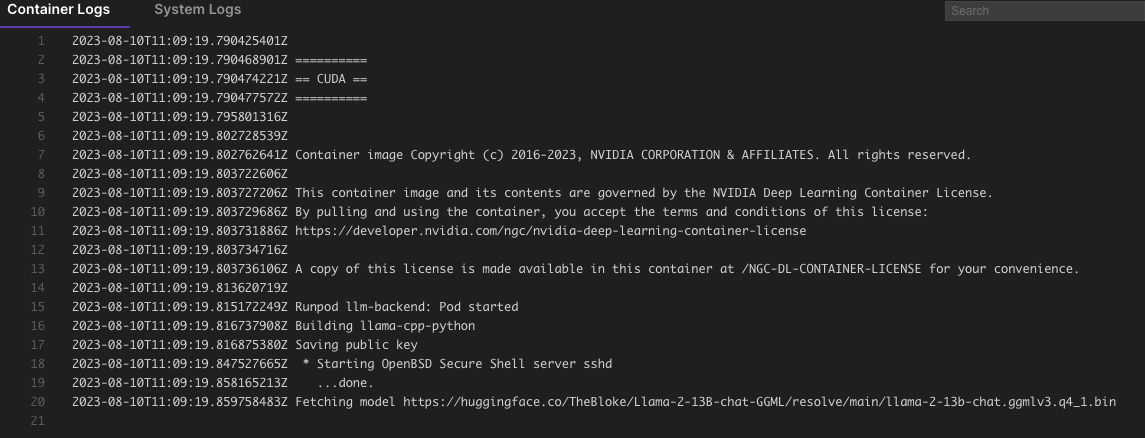 Container Logs System Logs Search
1 2023-08-10T11:09:19.790425401Z
2 2023-08-10T11:09:19.790468901Z ==========
3 2023-08-10T11:09:19.790474221Z == CUDA ==
4 2023-08-10T11:09:19.790477572Z ==========
5 2023-08-10T11:09:19.795801316Z
6 2023-08-10T11:09:19.802728539Z
7 2023-08-10T11:09:19.802762641Z Container image Copyright (c) 2016-2023, NVIDIA CORPORATION & AFFILIATES. All rights reserved.
8 2023-08-10T11:09:19.803722606Z
9 2023-08-10T11:09:19.803727206Z This container image and its contents are governed by the NVIDIA Deep Learning Container License.
10 2023-08-10T11:09:19.803729686Z By pulling and using the container, you accept the terms and conditions of this license:
11 2023-08-10T11:09:19.803731886Z https://developer.nvidia.com/ngc/nvidia-deep-learning-container-license
12 2023-08-10T11:09:19.803734716Z
13 2023-08-10T11:09:19.803736106Z A copy of this license is made available in this container at /NGC-DL-CONTAINER-LICENSE for your convenience.
14 2023-08-10T11:09:19.813620719Z
15 2023-08-10T11:09:19.815172249Z Runpod llm-backend: Pod started
16 2023-08-10T11:09:19.816737908Z Building llama-cpp-python
17 2023-08-10T11:09:19.816875380Z Saving public key
18 2023-08-10T11:09:19.847527665Z  * Starting OpenBSD Secure Shell server sshd
19 2023-08-10T11:09:19.858165213Z    ...done.
20 2023-08-10T11:09:19.859758483Z Fetching model https://huggingface.co/TheBloke/Llama-2-13B-chat-GGML/resolve/main/llama-2-13b-chat.ggmlv3.q4_1.bin
21